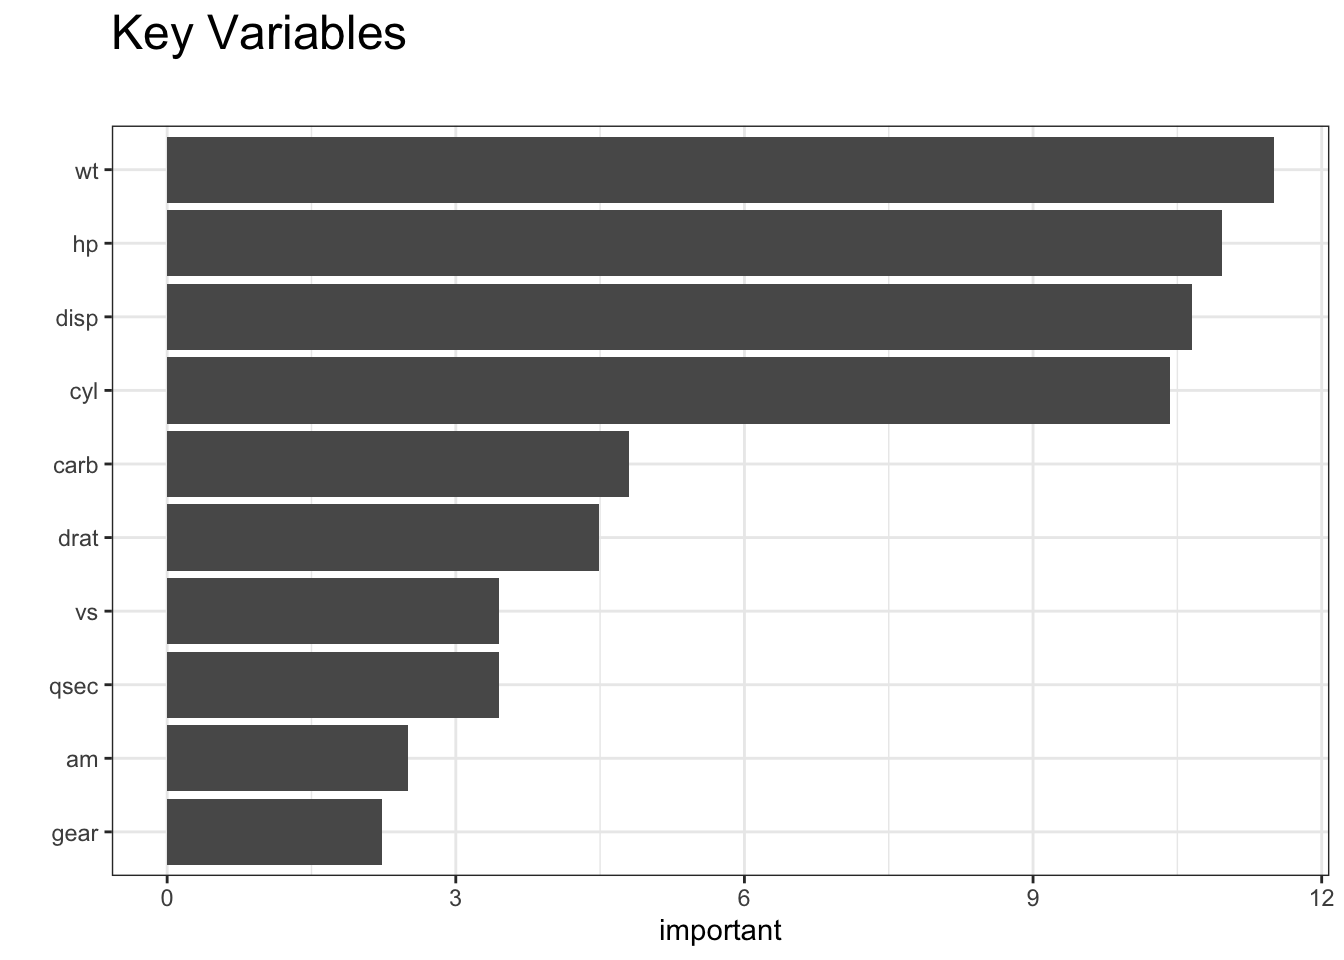 Key Variables
wt
hp
disp
cyl
carb
drat
vs
qsec
am
gear
0 3 6 9 12
important